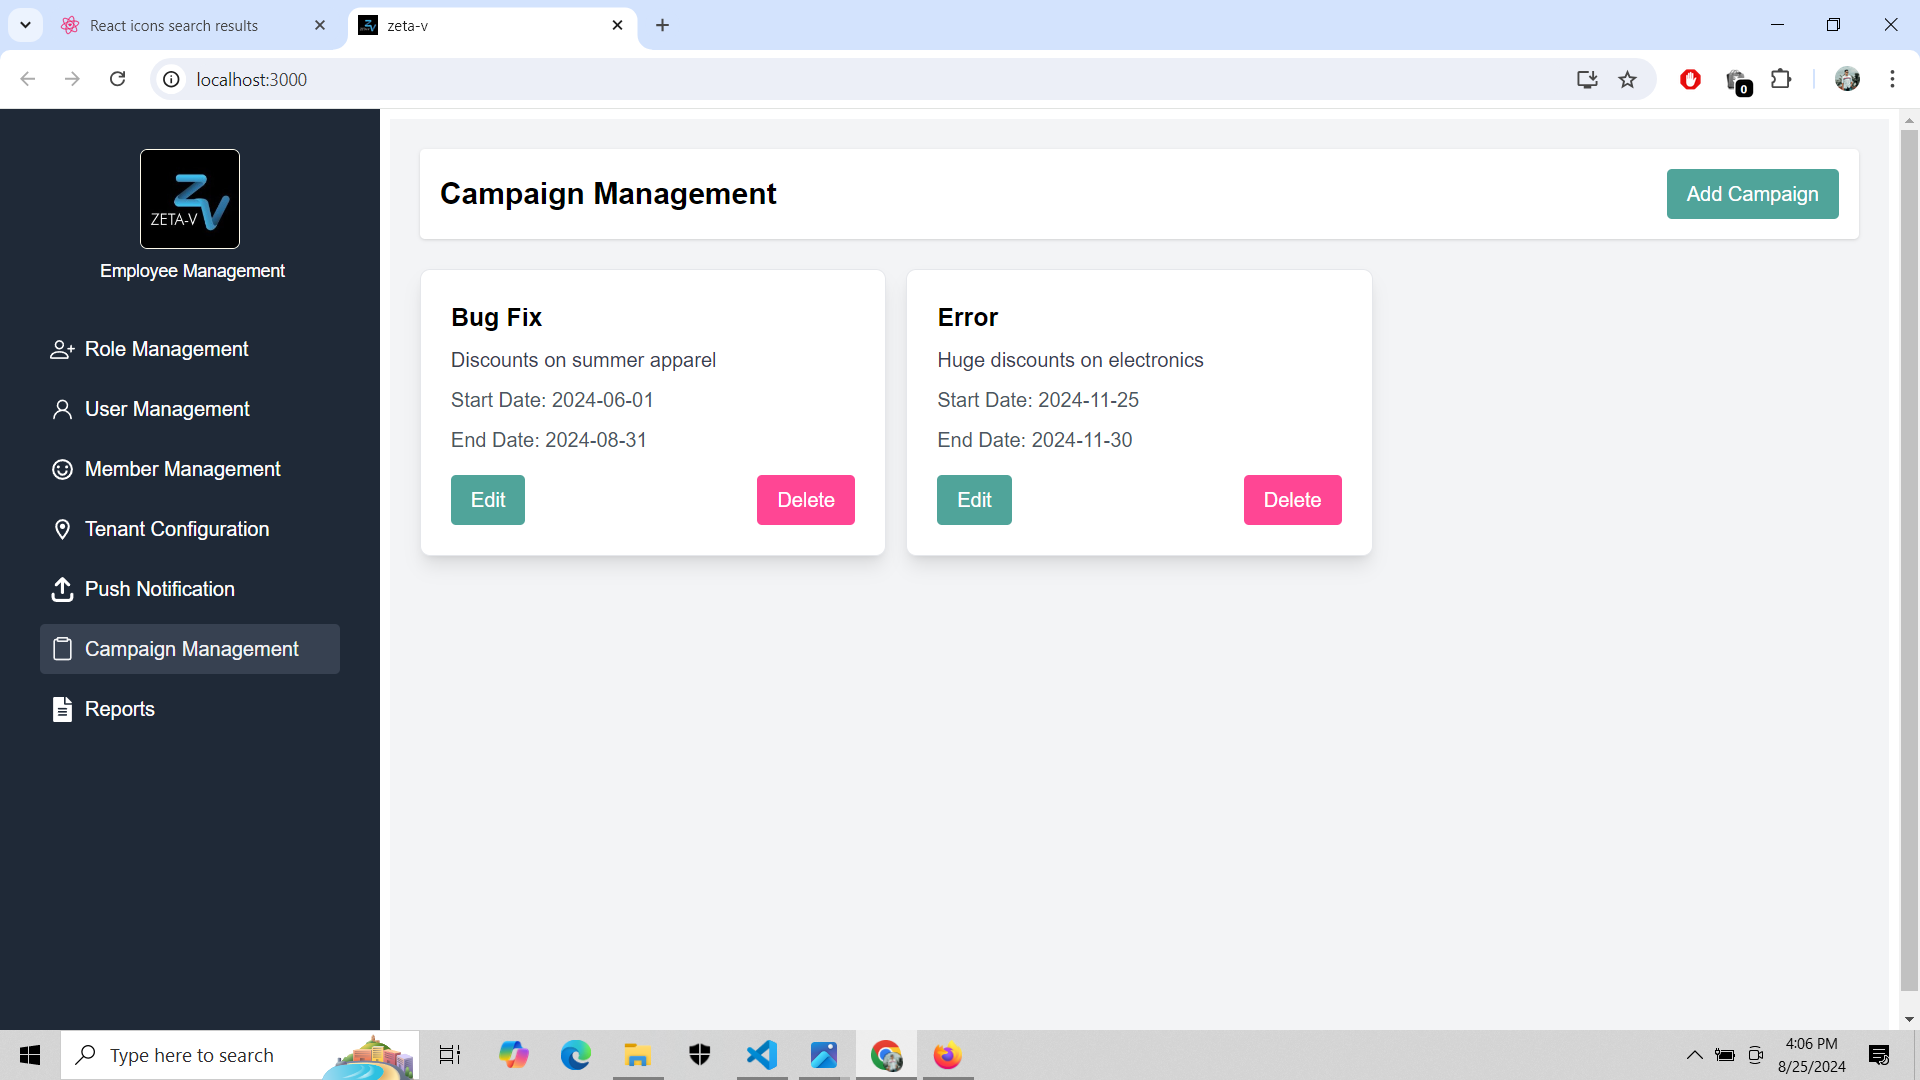 React icons search results
zeta-v
localhost:3000
0
ZV
ZETA-V
Employee Management
Role Management
User Management
Member Management
Tenant Configuration
Push Notification
Campaign Management
Reports
Campaign Management
Add Campaign
Bug Fix
Discounts on summer apparel
Start Date: 2024-06-01
End Date: 2024-08-31
Edit
Delete
Error
Huge discounts on electronics
Start Date: 2024-11-25
End Date: 2024-11-30
Edit
Delete
Type here to search
4:06 PM
8/25/2024